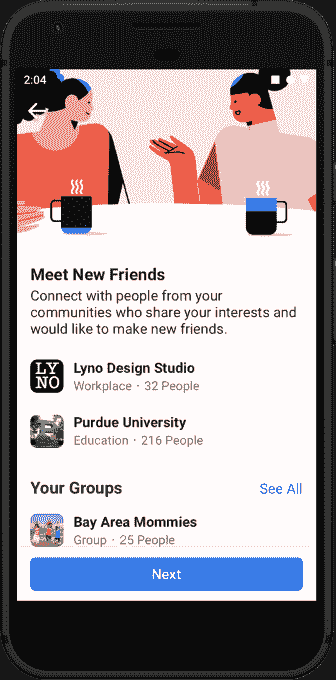 2:04
Meet New Friends
Connect with people from your
communities who share your interests and
would like to make new friends.
LY
NO
Lyno Design Studio
Workplace · 32 People
Purdue University
Education · 216 People
Your Groups
See All
Bay Area Mommies
Group · 25 People
Next